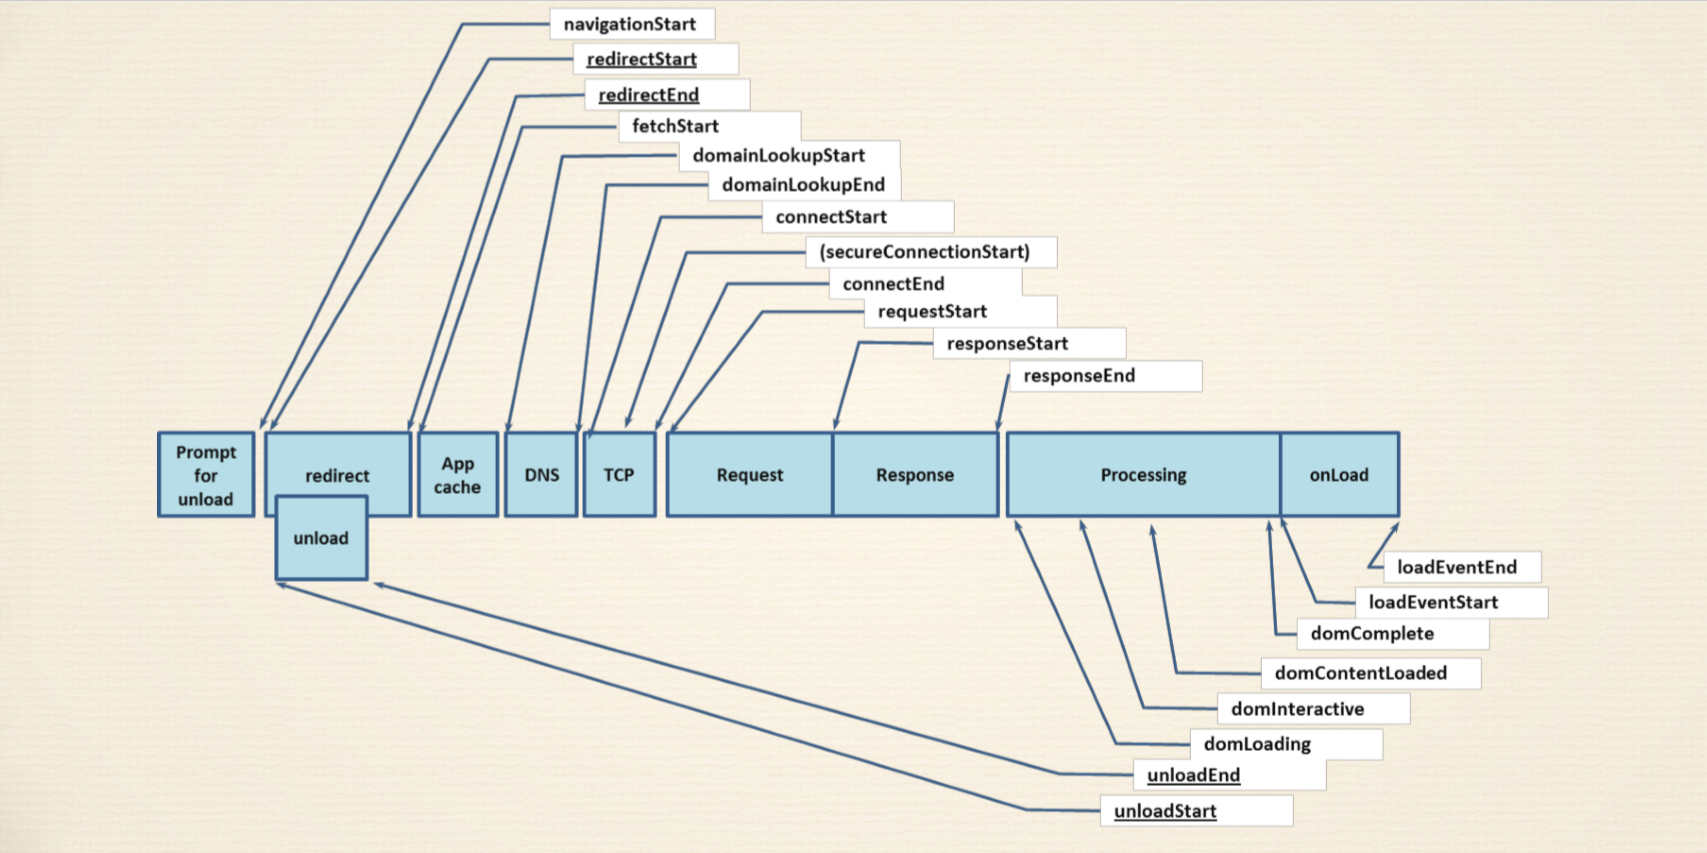 navigationStart
redirectStart
redirectEnd
fetchStart
domainLookupStart
domainLookupEnd
connectStart
(secureConnectionStart)
connectEnd
requestStart
responseStart
responseEnd
Prompt
for
unload
redirect
unload
App
cache
DNS
TCP
Request
Response
Processing
onLoad
loadEventEnd
loadEventStart
domComplete
domContentLoaded
domInteractive
domLoading
unloadEnd
unloadStart